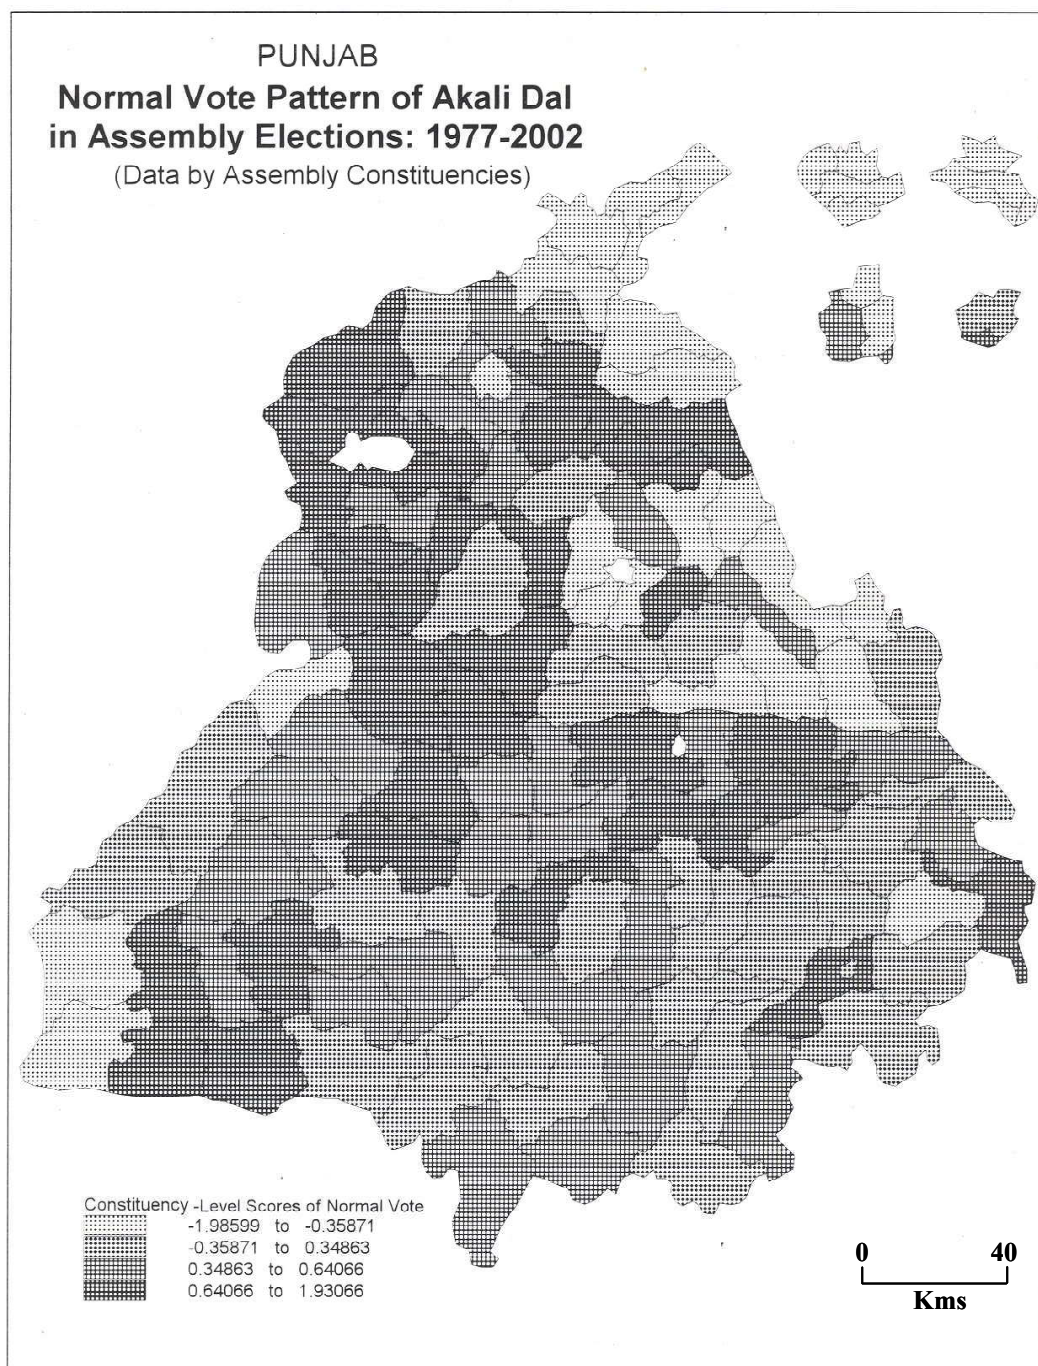 PUNJAB
Normal Vote Pattern of Akali Dal
in Assembly Elections: 1977-2002
(Data by Assembly Constituencies)
Constituency -Level Scores of Normal Vote
-1.98599 to -0.35871
-0.35871 to 0.34863
0.34863 to 0.64066
0.64066 to 1.93066
0 40
Kms